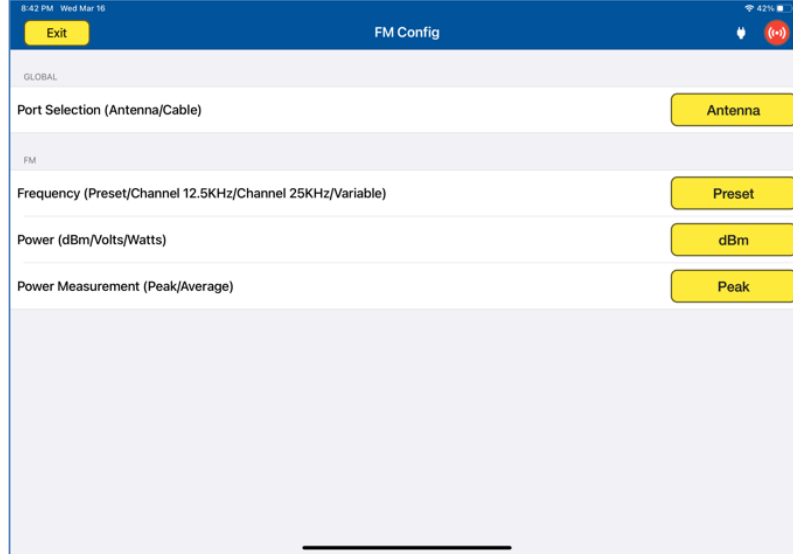 8:42 PM Wed Mar 16
42%
Exit
FM Config
GLOBAL
Port Selection (Antenna/Cable)
Antenna
FM
Frequency (Preset/Channel 12.5KHz/Channel 25KHz/Variable)
Preset
Power (dBm/Volts/Watts)
dBm
Power Measurement (Peak/Average)
Peak